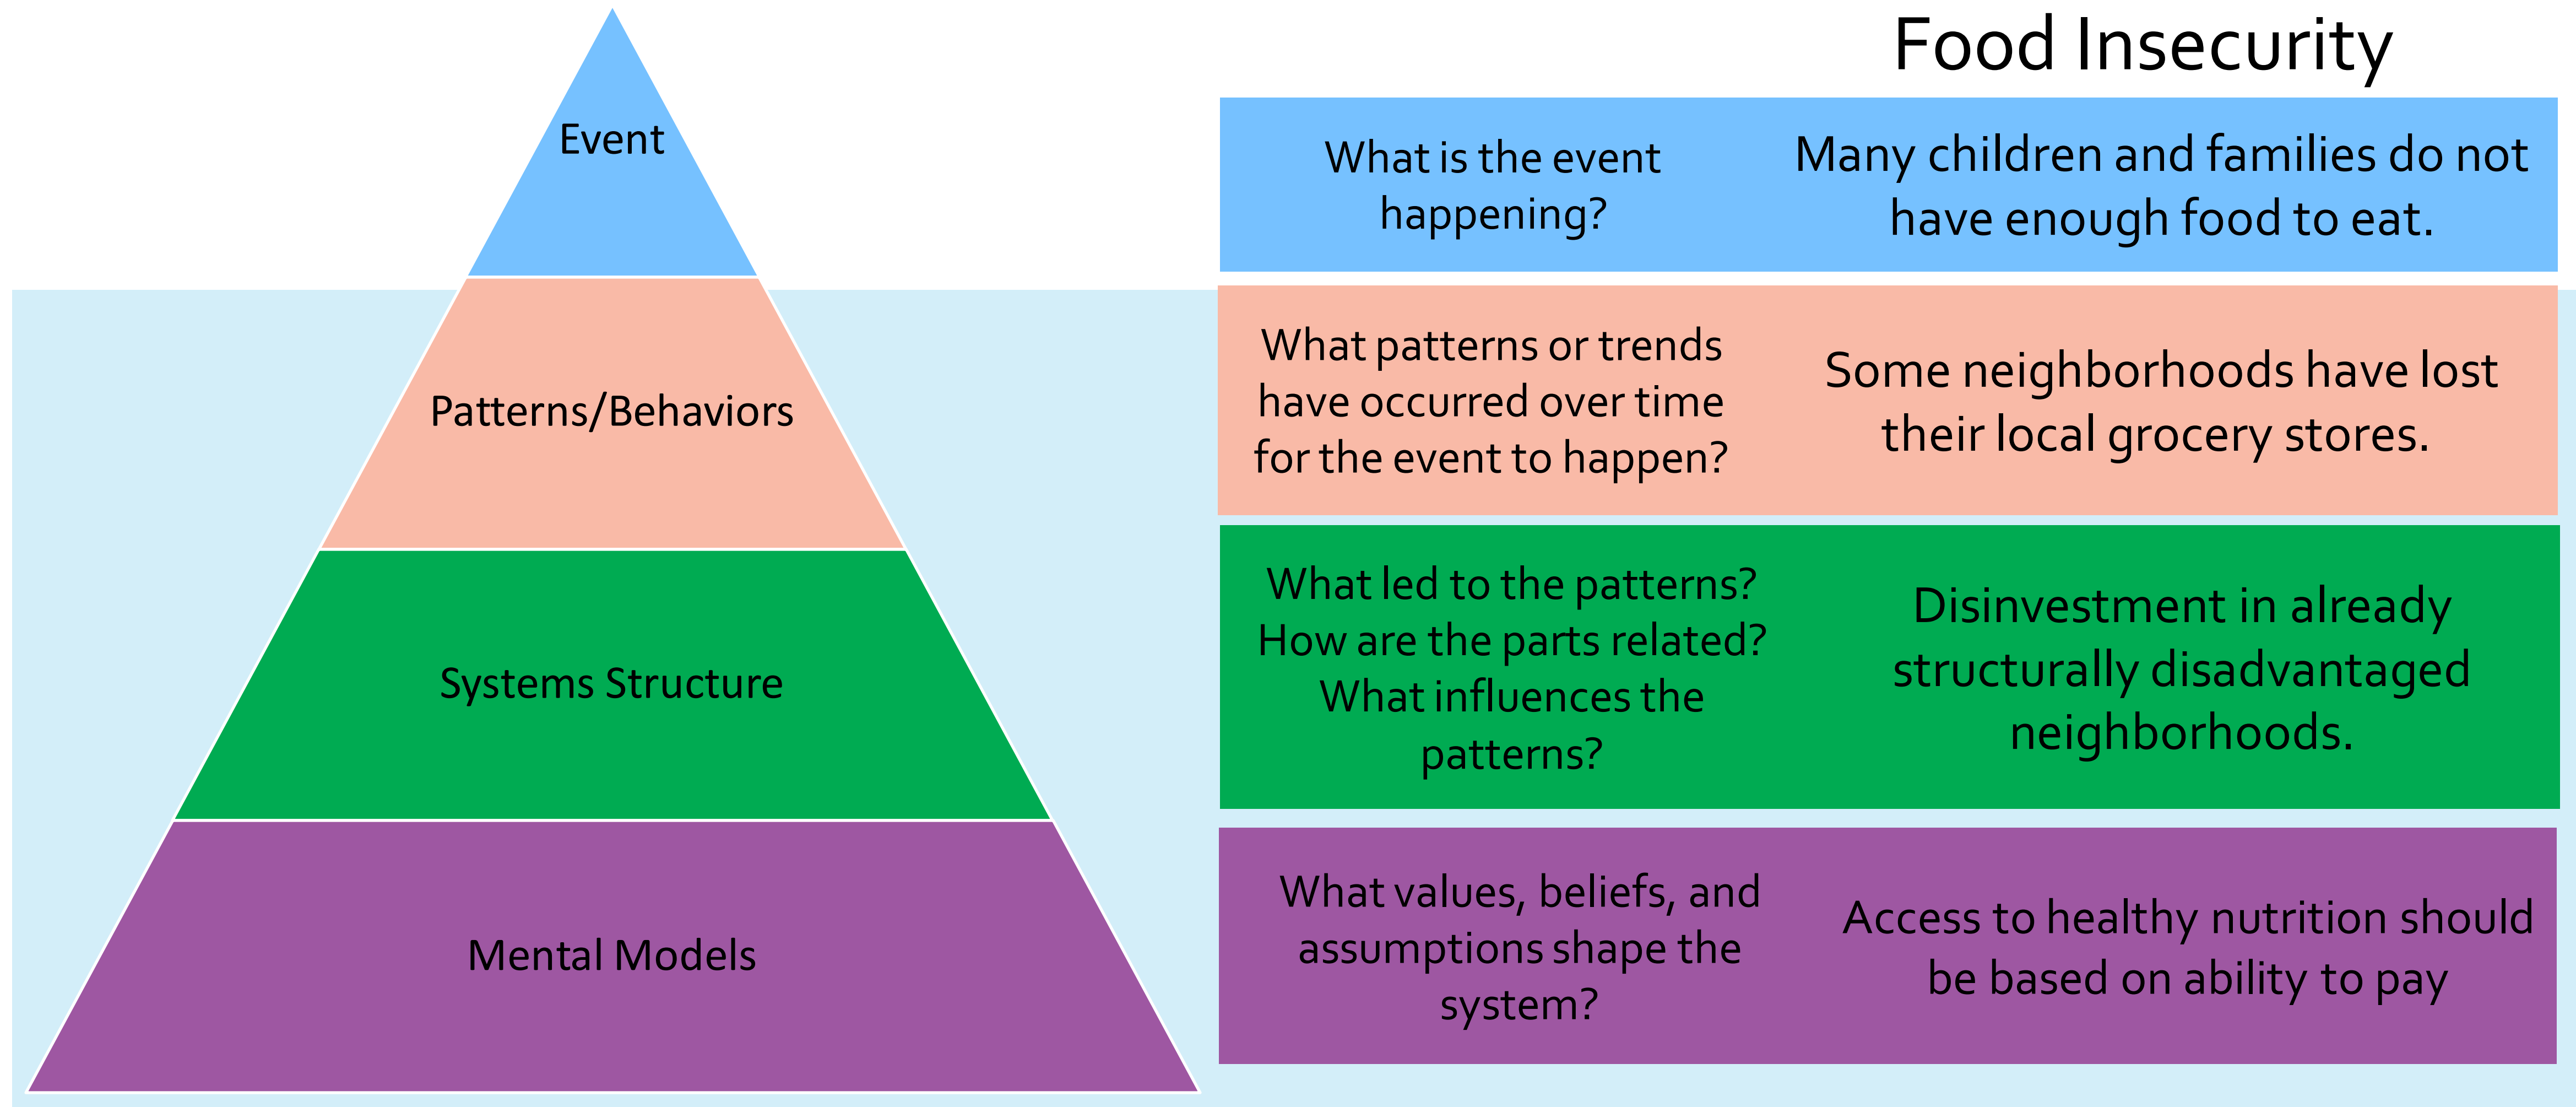 Food Insecurity
Event
What is the event
happening?
Many children and families do not
have enough food to eat.
Patterns/Behaviors
What patterns or trends
have occurred over time
for the event to happen?
Some neighborhoods have lost
their local grocery stores.
Systems Structure
What led to the patterns?
How are the parts related?
What influences the
patterns?
Disinvestment in already
structurally disadvantaged
neighborhoods.
Mental Models
What values, beliefs, and
assumptions shape the
system?
Access to healthy nutrition should
be based on ability to pay